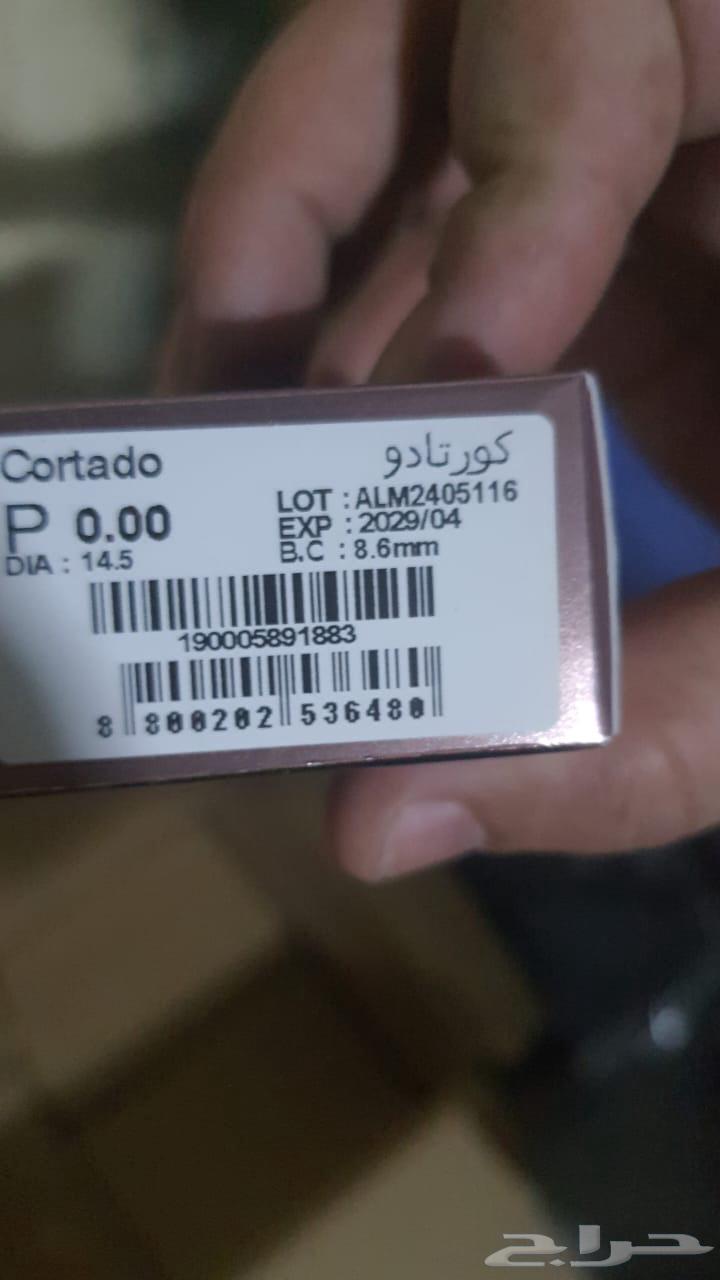 Cortado
كورتادو
P 0.00
LOT : ALM2405116
EXP : 2029/04
DIA : 14.5
B.C : 8.6mm
190005891883
8 800202 536480
حراج